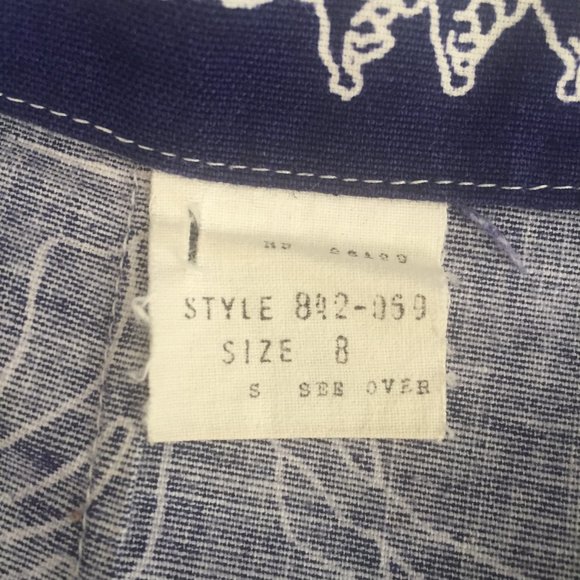 STYLE 842-069
SIZE 8
S SEE OVER